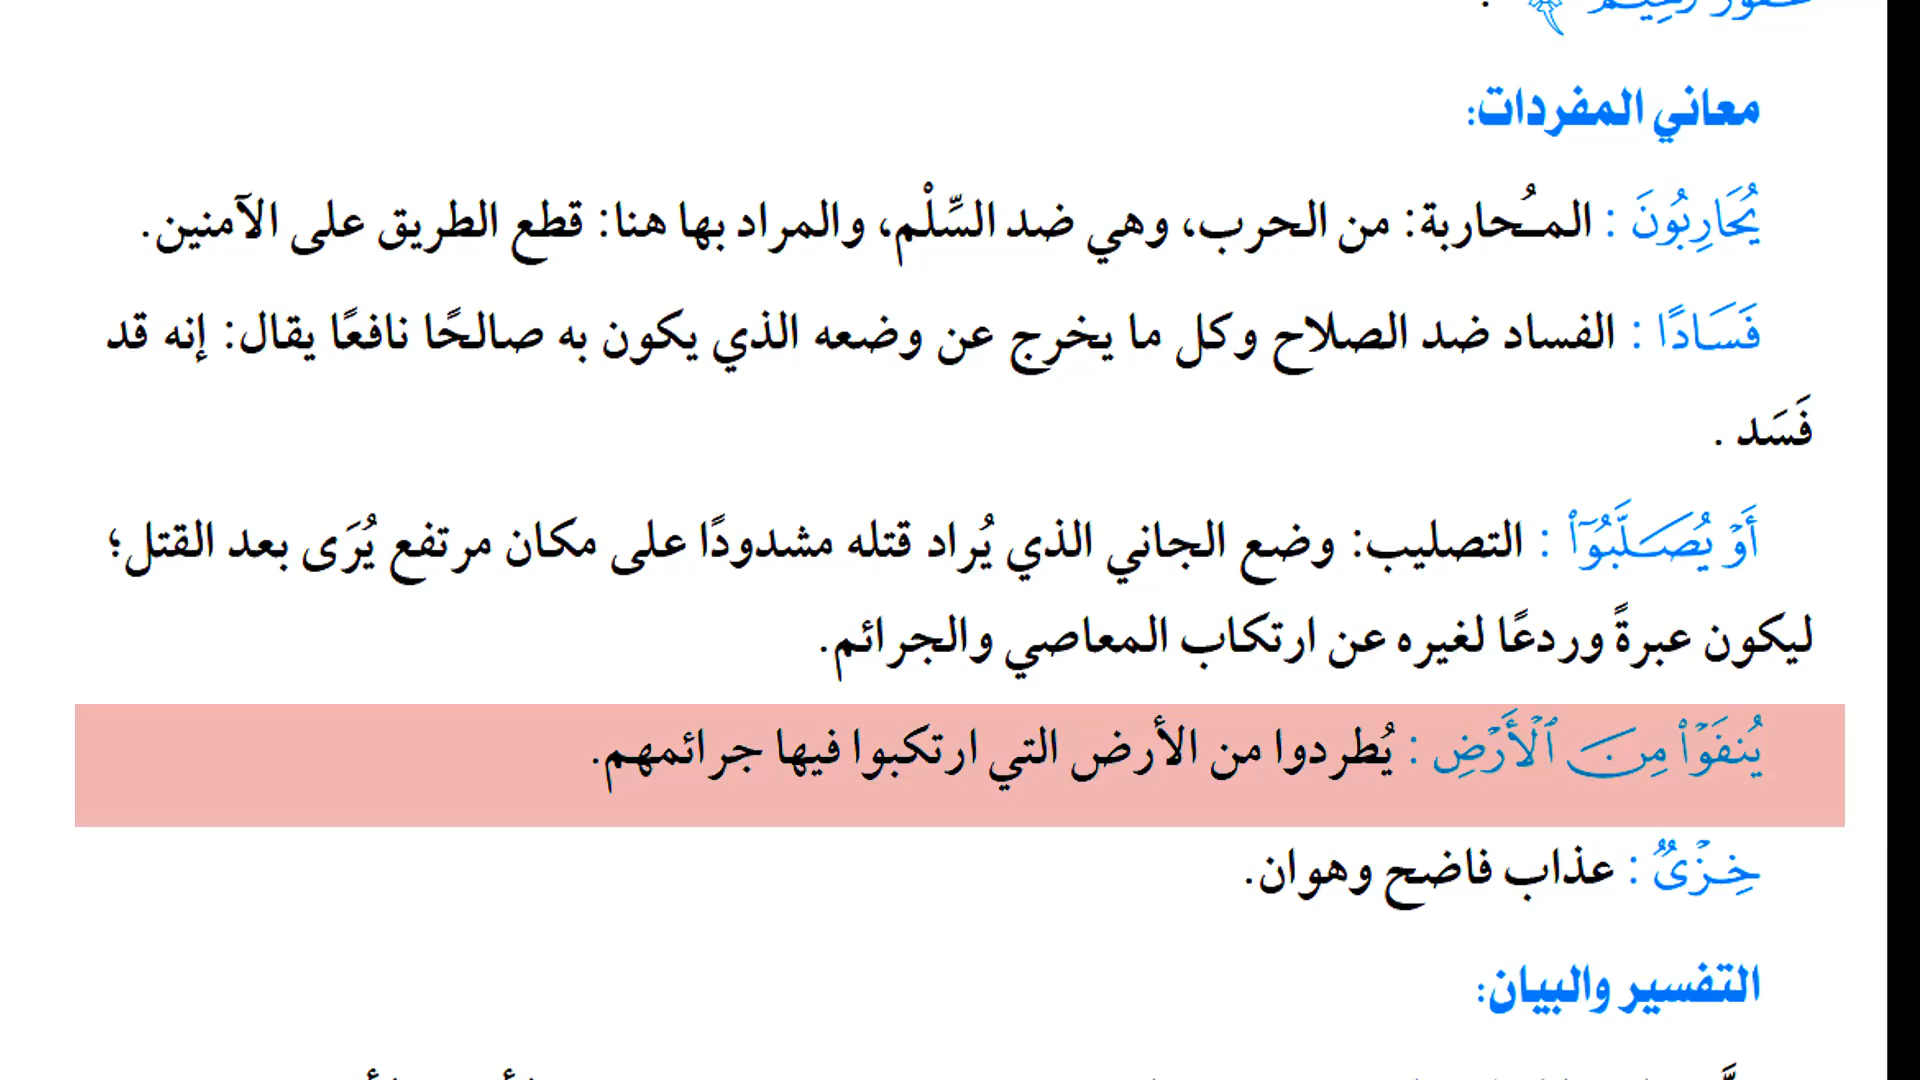 غفور رحيم ﴾ .
معاني المفردات:
يُحَارِبُونَ : المـُحاربة: من الحرب، وهي ضد السِّلْم، والمراد بها هنا: قطع الطريق على الآمنين.
فَسَادًا : الفساد ضد الصلاح وكل ما يخرج عن وضعه الذي يكون به صالحًا نافعًا يقال: إنه قد
فَسَد .
أَوۡ يُصَلَّبُوٓاْ : التصليب: وضع الجاني الذي يُراد قتله مشدودًا على مكان مرتفع يُرَى بعد القتل؛
ليكون عبرةً وردعًا لغيره عن ارتكاب المعاصي والجرائم.
يُنفَوۡاْ مِنَ ٱلۡأَرۡضِ : يُطردوا من الأرض التي ارتكبوا فيها جرائمهم.
خِزۡيٌ : عذاب فاضح وهوان.
التفسير والبيان: